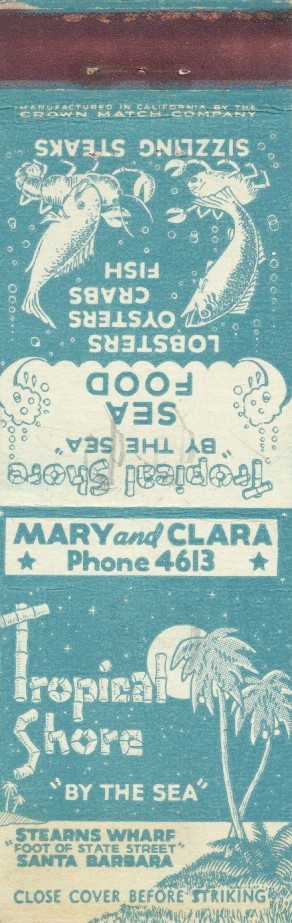 MANUFACTURED IN CALIFORNIA BY THE
CROWN MATCH COMPANY
Tropical Shore
"BY THE SEA"
SEA
FOOD
LOBSTERS
OYSTERS
CRABS
FISH
SIZZLING STEAKS
MARY and CLARA
Phone 4613
Tropical
Shore
"BY THE SEA"
STEARNS WHARF
"FOOT OF STATE STREET"
SANTA BARBARA
CLOSE COVER BEFORE STRIKING